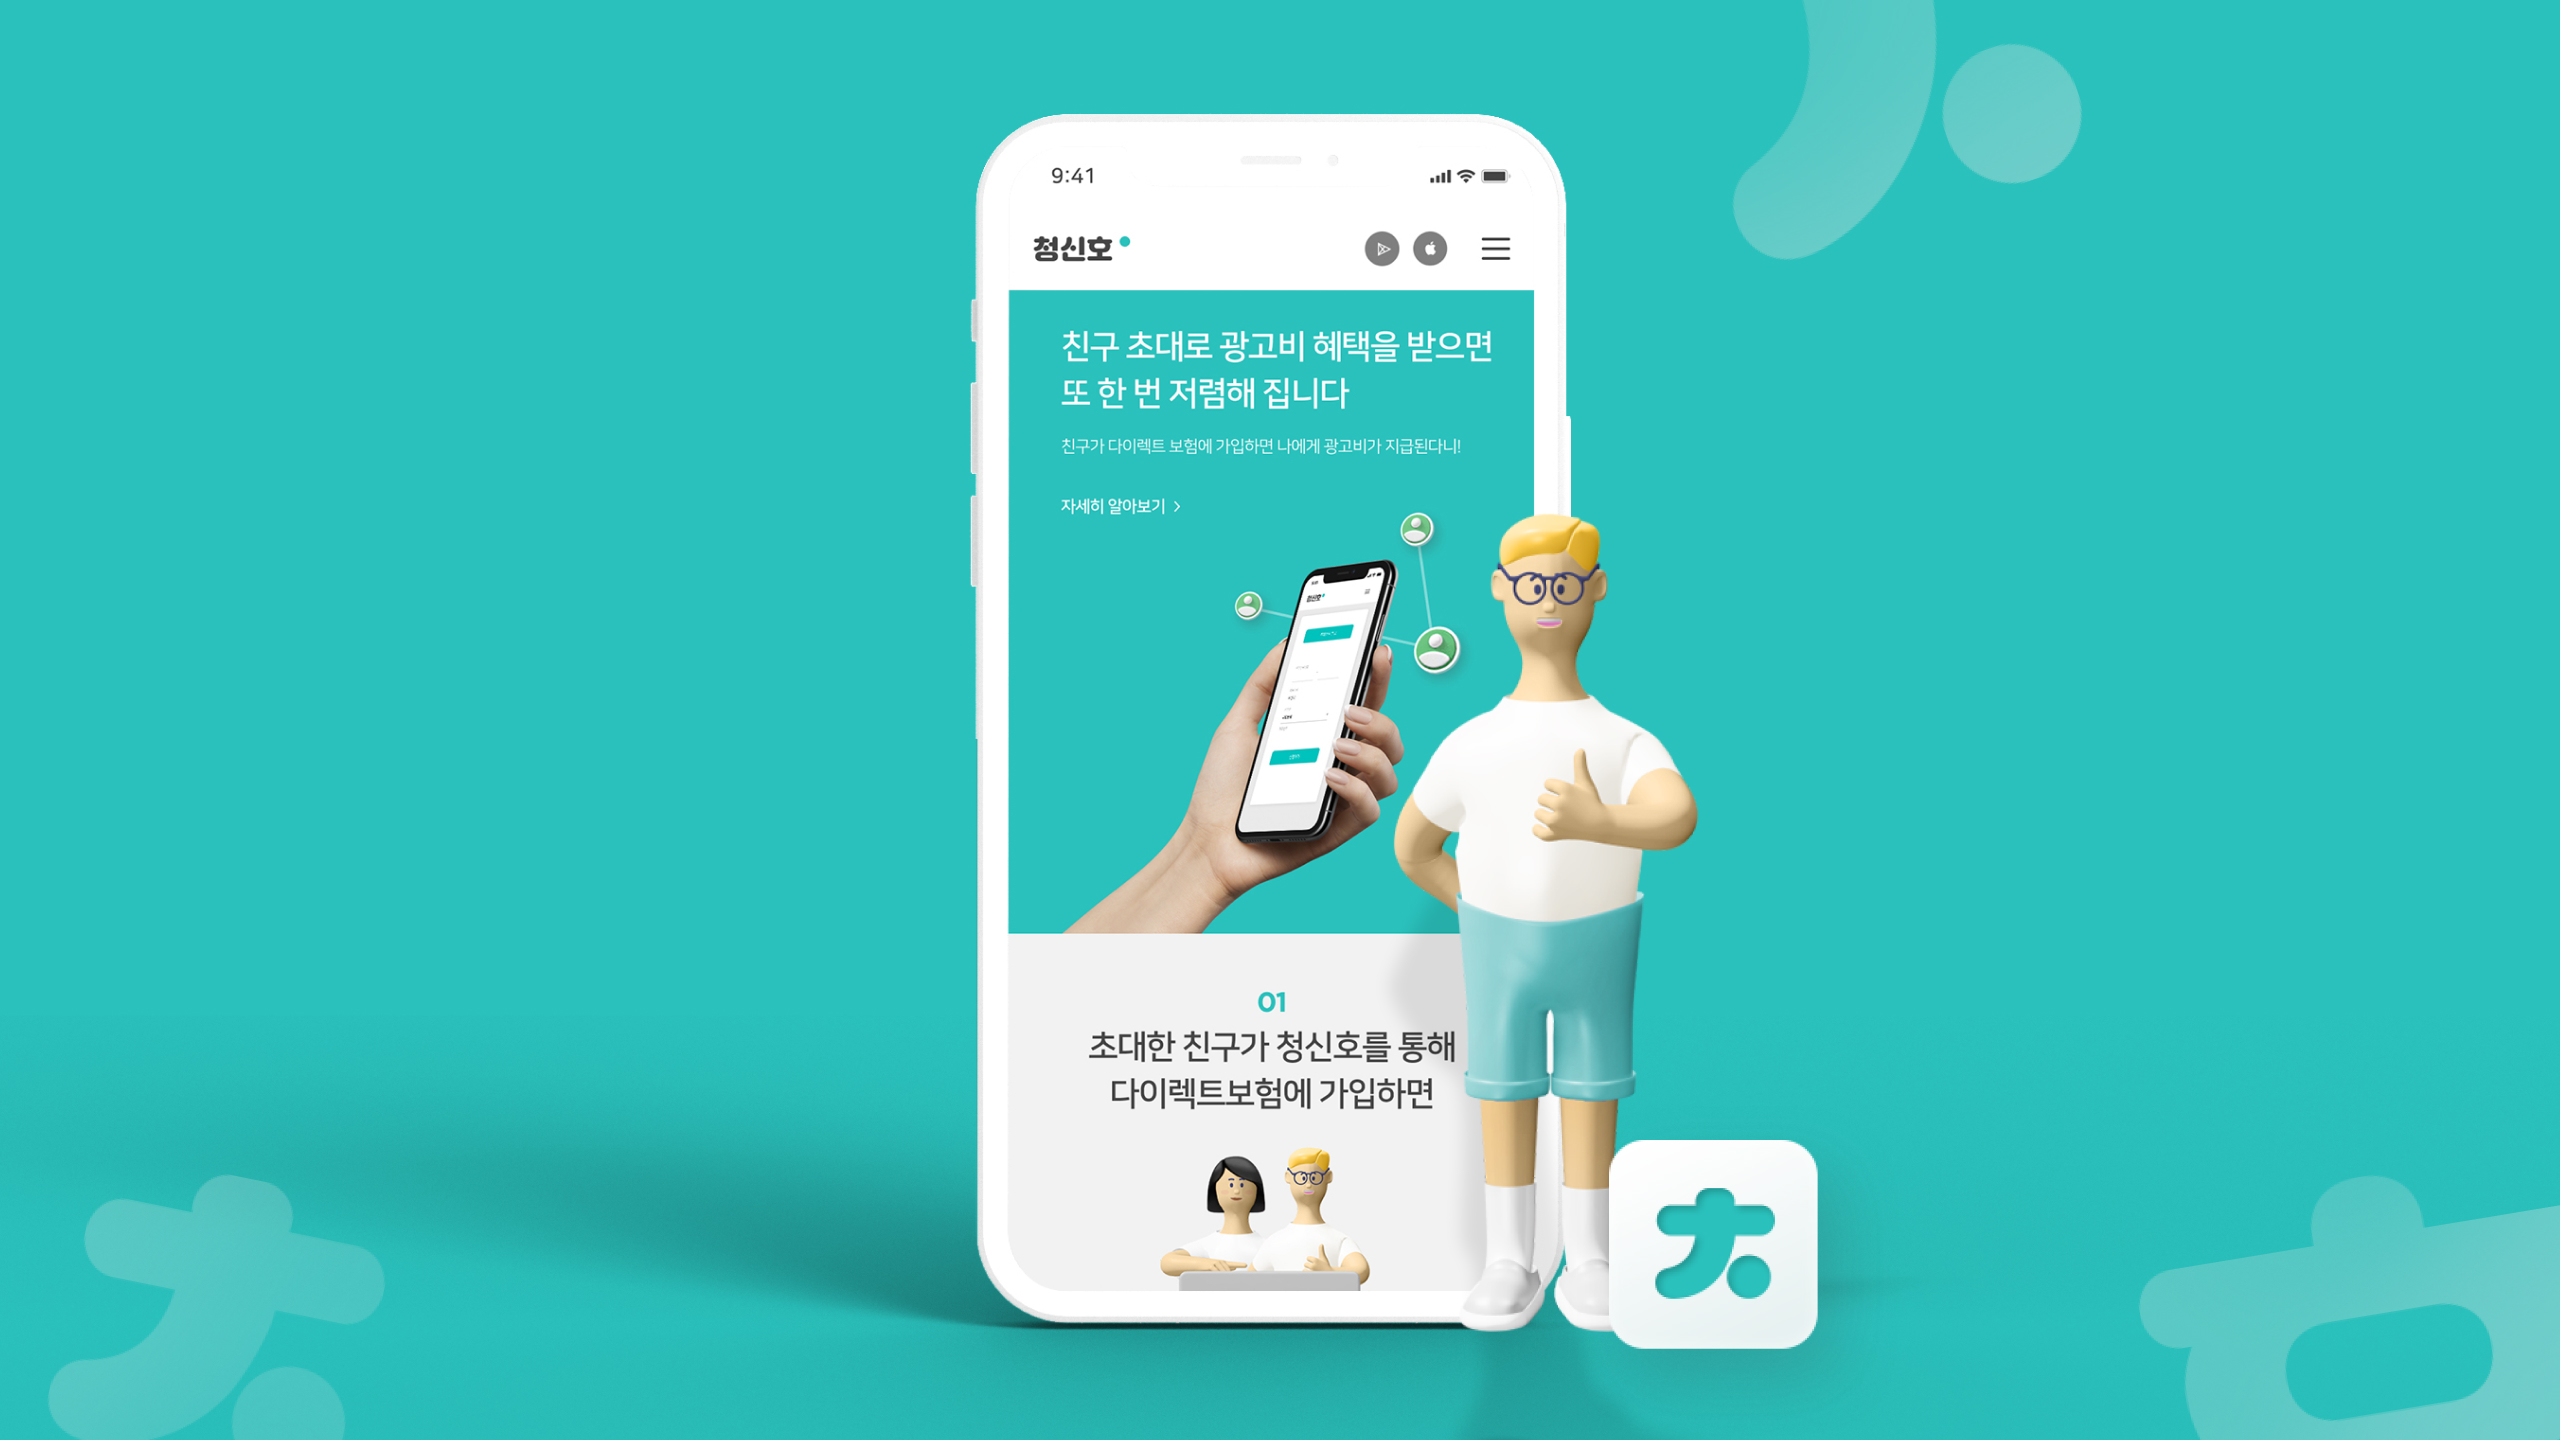 9:41
청신호
친구 초대로 광고비 혜택을 받으면
또 한 번 저렴해 집니다
친구가 다이렉트 보험에 가입하면 나에게 광고비가 지급된다니!
자세히 알아보기 >
청신호
01
초대한 친구가 청신호를 통해
다이렉트보험에 가입하면